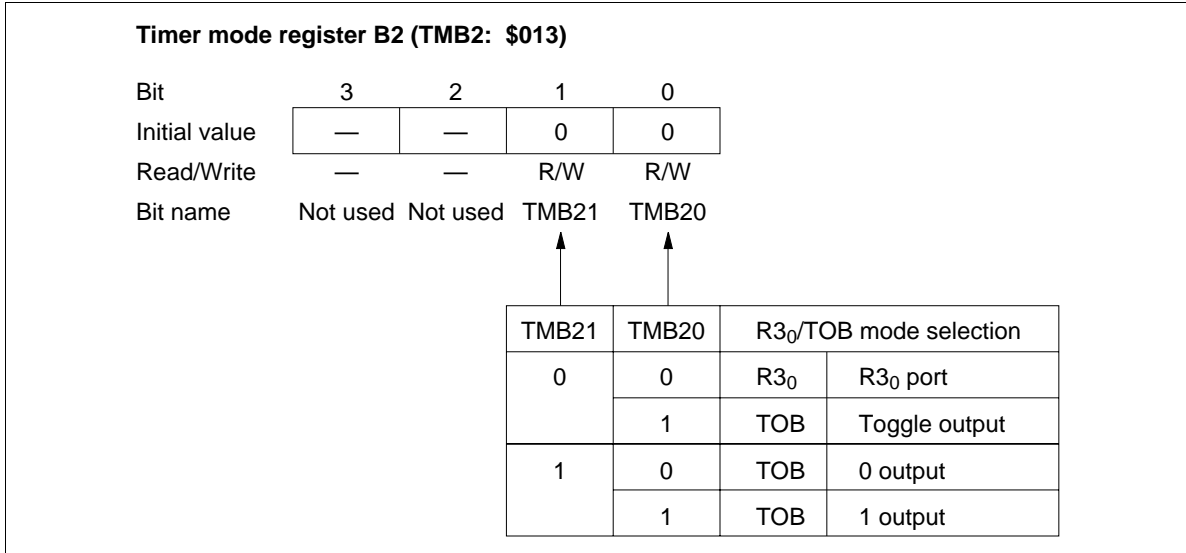 Timer mode register B2 (TMB2: $013)
Bit 3 2 1 0
Initial value — — 0 0
Read/Write — — R/W R/W
Bit name Not used Not used TMB21 TMB20
TMB21 TMB20 R3₀/TOB mode selection
0 0 R3₀ R3₀ port
1 TOB Toggle output
1 0 TOB 0 output
1 TOB 1 output